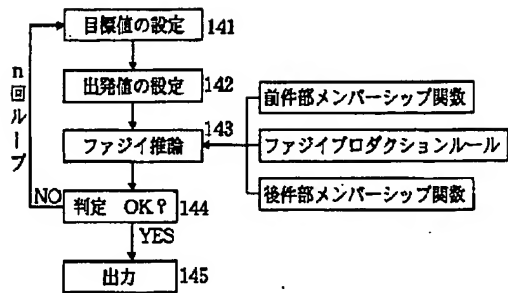 目標値の設定 141
n回ループ
出発値の設定 142
前件部メンバーシップ関数
143
ファジイ推論
ファジイプロダクションルール
NO
判定 OK? 144
後件部メンバーシップ関数
YES
出力 145